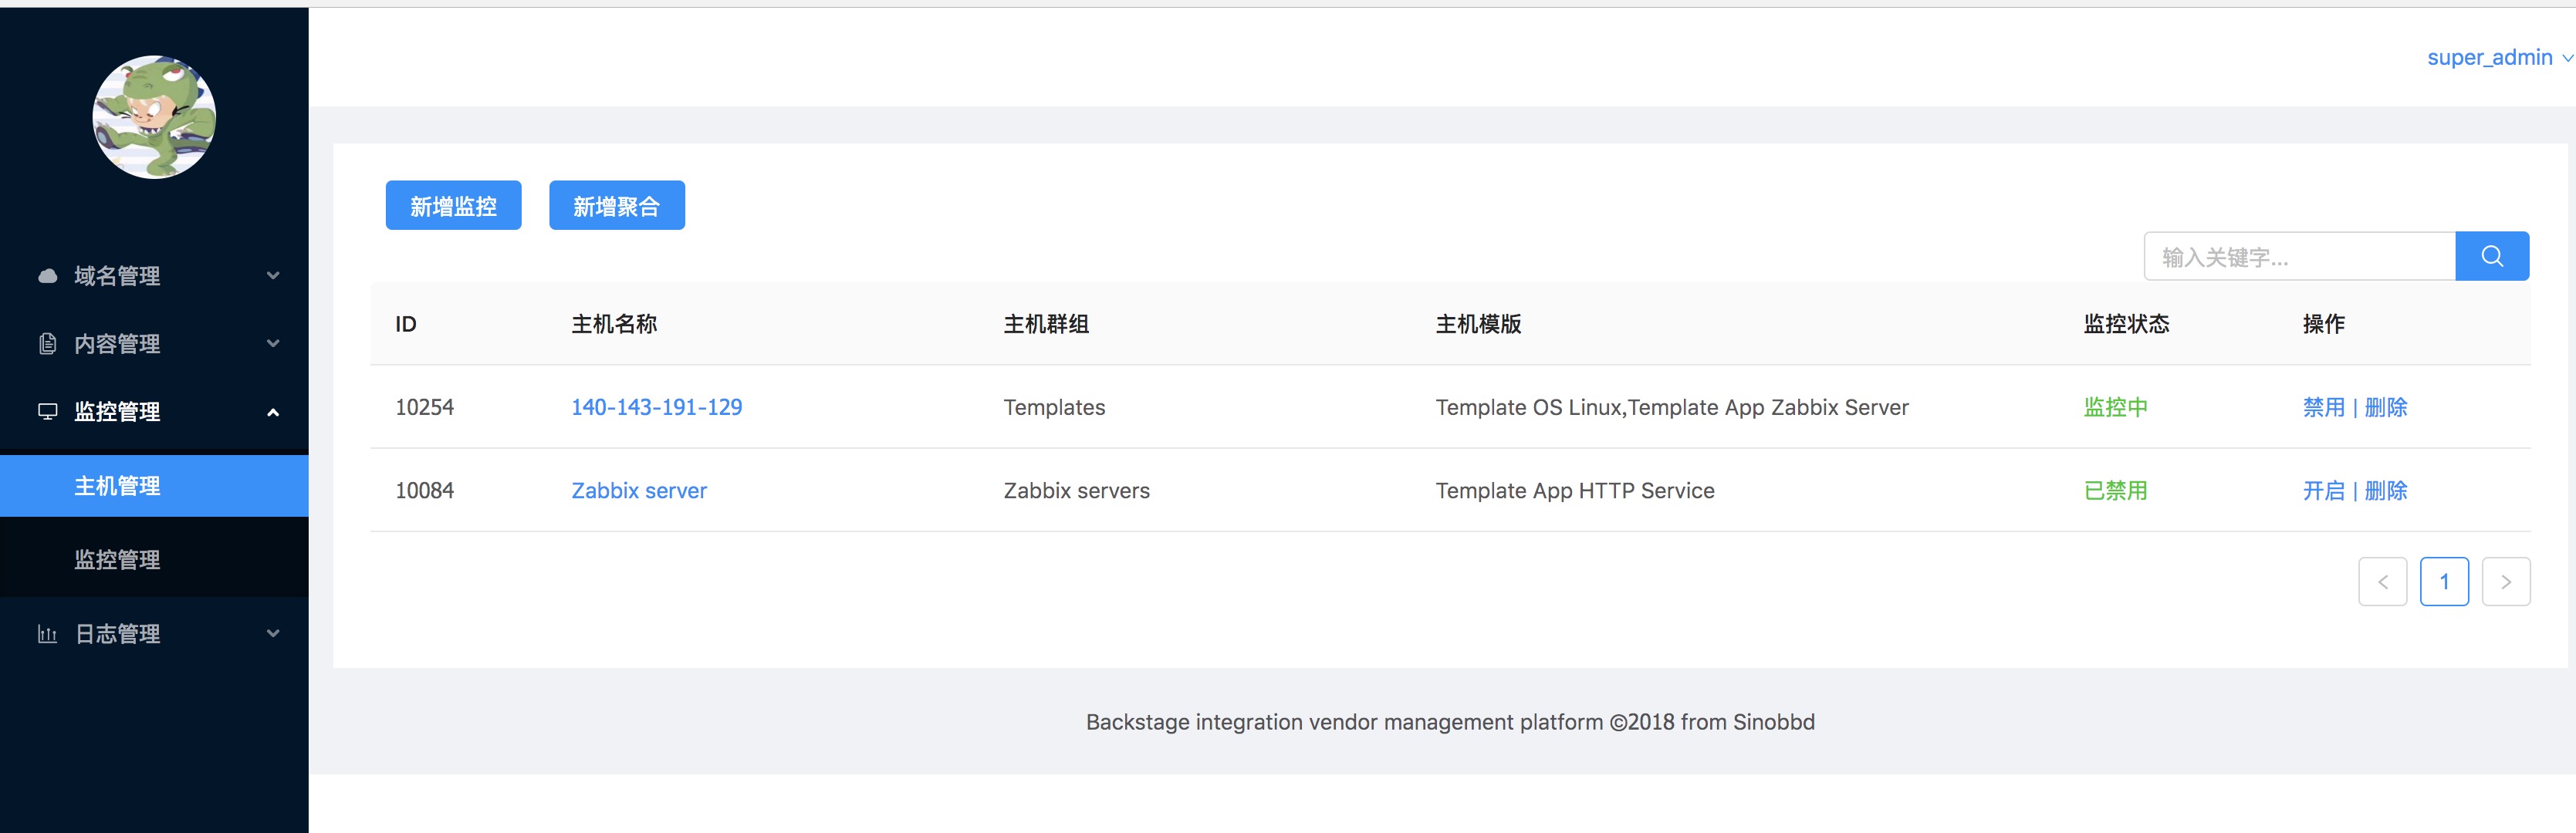 super_admin
域名管理
内容管理
监控管理
主机管理
监控管理
日志管理
新增监控 新增聚合
输入关键字...
ID 主机名称 主机群组 主机模版 监控状态 操作
10254 140-143-191-129 Templates Template OS Linux,Template App Zabbix Server 监控中 禁用 | 删除
10084 Zabbix server Zabbix servers Template App HTTP Service 已禁用 开启 | 删除
< 1 >
Backstage integration vendor management platform ©2018 from Sinobbd